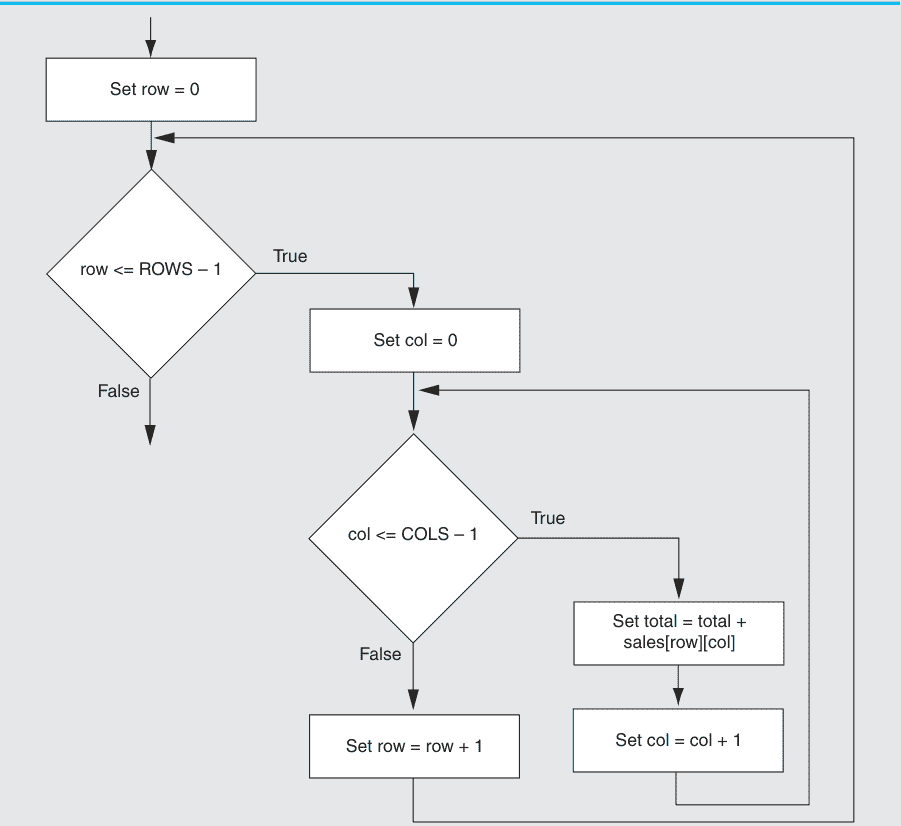 Set row = 0
row <= ROWS – 1
True
False
Set col = 0
col <= COLS – 1
True
False
Set total = total +
sales[row][col]
Set col = col + 1
Set row = row + 1